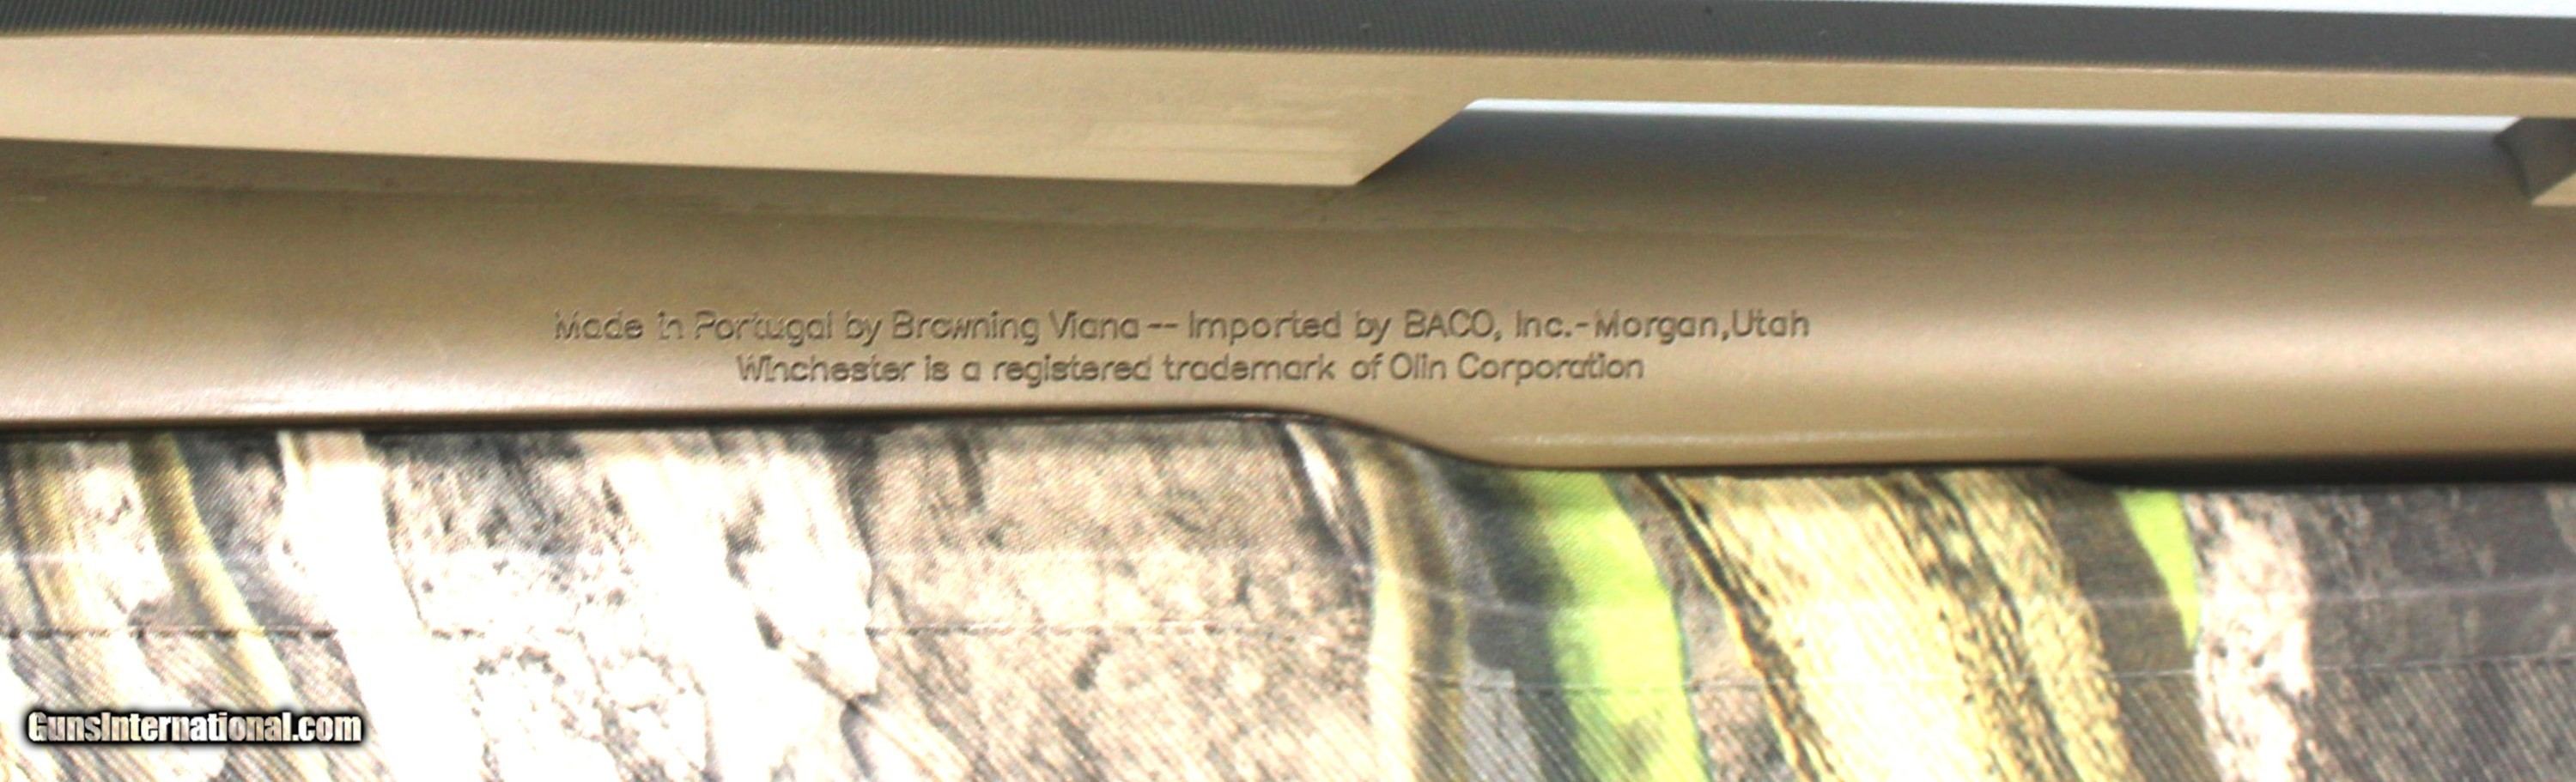 Made in Portugal by Browning Viana -- Imported by BACO, Inc.-Morgan,Utah
Winchester is a registered trademark of Olin Corporation
GunsInternational.com